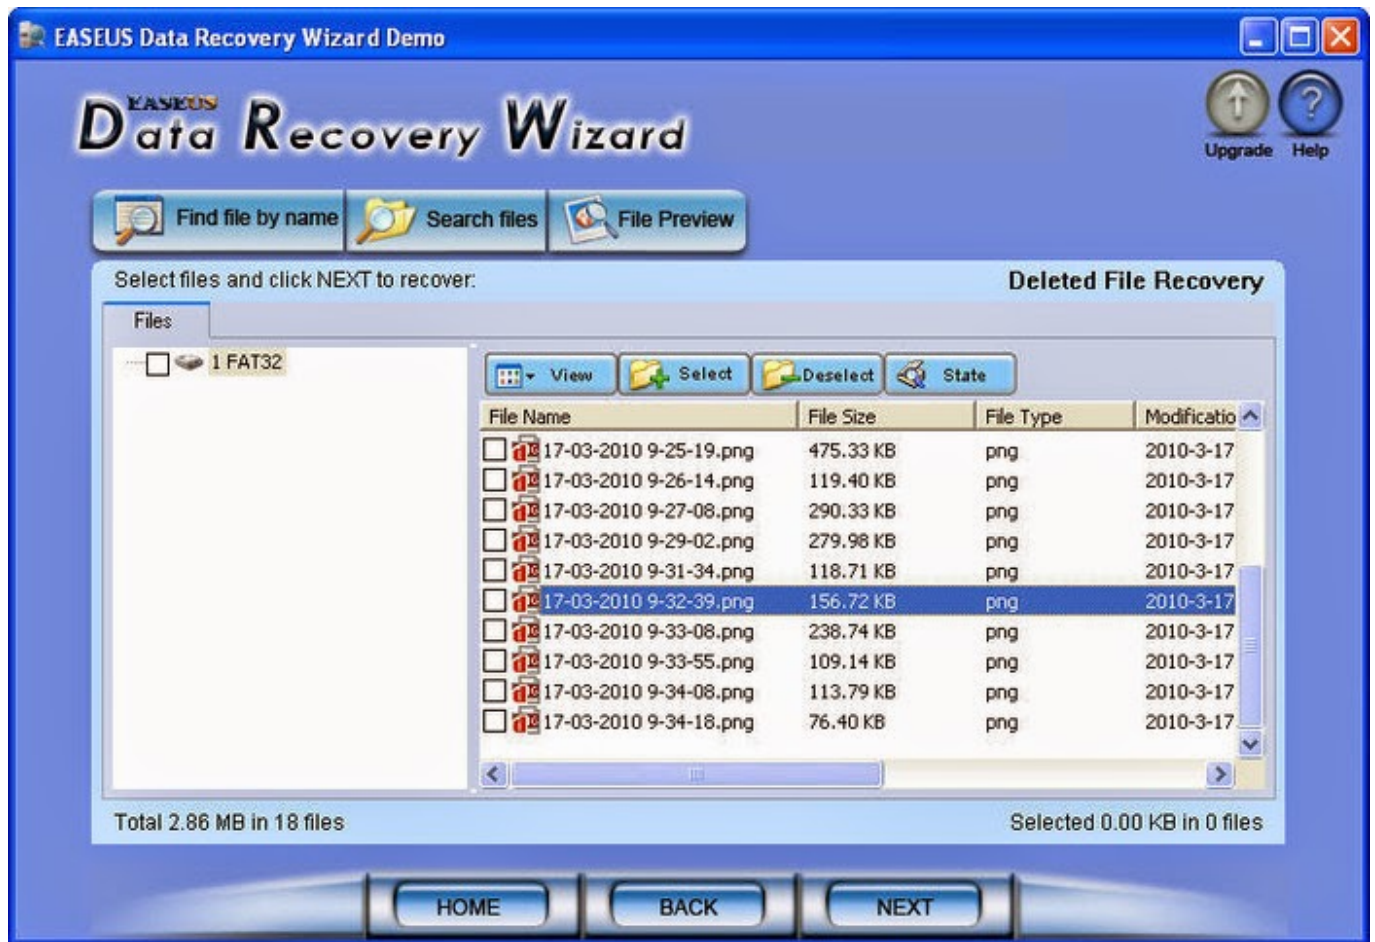 EASEUS Data Recovery Wizard Demo
EASEUS
Data Recovery Wizard
Upgrade Help
Find file by name Search files File Preview
Select files and click NEXT to recover: Deleted File Recovery
Files
1 FAT32
View Select Deselect State
File Name File Size File Type Modificatio
17-03-2010 9-25-19.png 475.33 KB png 2010-3-17
17-03-2010 9-26-14.png 119.40 KB png 2010-3-17
17-03-2010 9-27-08.png 290.33 KB png 2010-3-17
17-03-2010 9-29-02.png 279.98 KB png 2010-3-17
17-03-2010 9-31-34.png 118.71 KB png 2010-3-17
17-03-2010 9-32-39.png 156.72 KB png 2010-3-17
17-03-2010 9-33-08.png 238.74 KB png 2010-3-17
17-03-2010 9-33-55.png 109.14 KB png 2010-3-17
17-03-2010 9-34-08.png 113.79 KB png 2010-3-17
17-03-2010 9-34-18.png 76.40 KB png 2010-3-17
Total 2.86 MB in 18 files Selected 0.00 KB in 0 files
HOME BACK NEXT